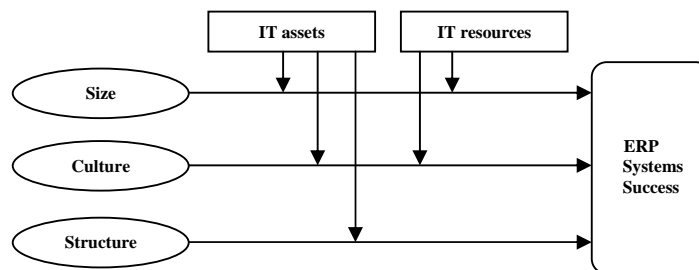 IT assets
IT resources
Size
Culture
Structure
ERP
Systems
Success